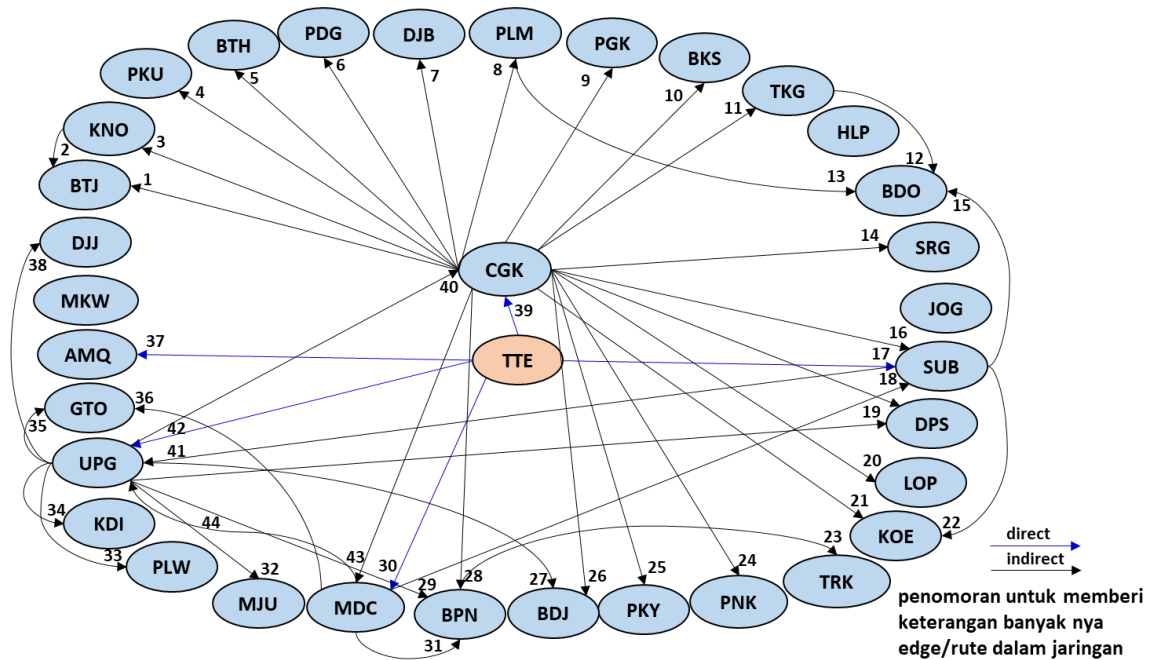 PDG
DJB
PLM
BTH
PGK
BKS
PKU
TKG
KNO
HLP
BTJ
BDO
DJJ
SRG
CGK
MKW
JOG
AMQ
TTE
SUB
GTO
DPS
UPG
LOP
KDI
KOE
PLW
TRK
MJU
MDC
BPN
BDJ
PKY
PNK
1
2
3
4
5
6
7
8
9
10
11
12
13
14
15
16
17
18
19
20
21
22
23
24
25
26
27
28
29
30
31
32
33
34
35
36
37
38
39
40
41
42
43
44
direct
indirect
penomoran untuk memberi
keterangan banyak nya
edge/rute dalam jaringan